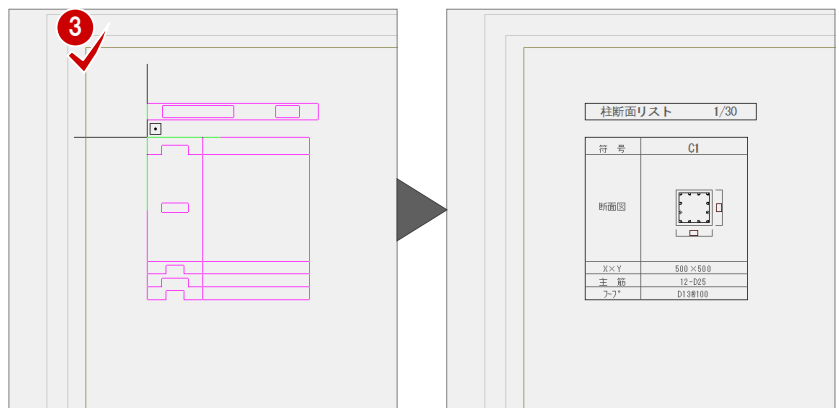 3
柱断面リスト 1/30
符 号 C1
断面図
X×Y 500×500
主 筋 12-D25
フープ D13@100